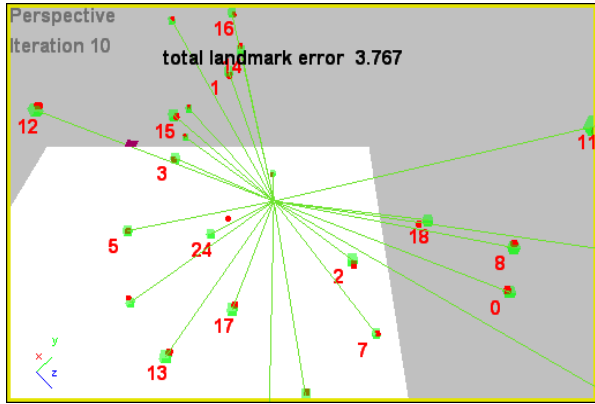 Perspective
16
Iteration 10
total landmark error 3.767
14
1
12
15
11
3
5
24
18
8
2
0
17
7
13
y
x
z